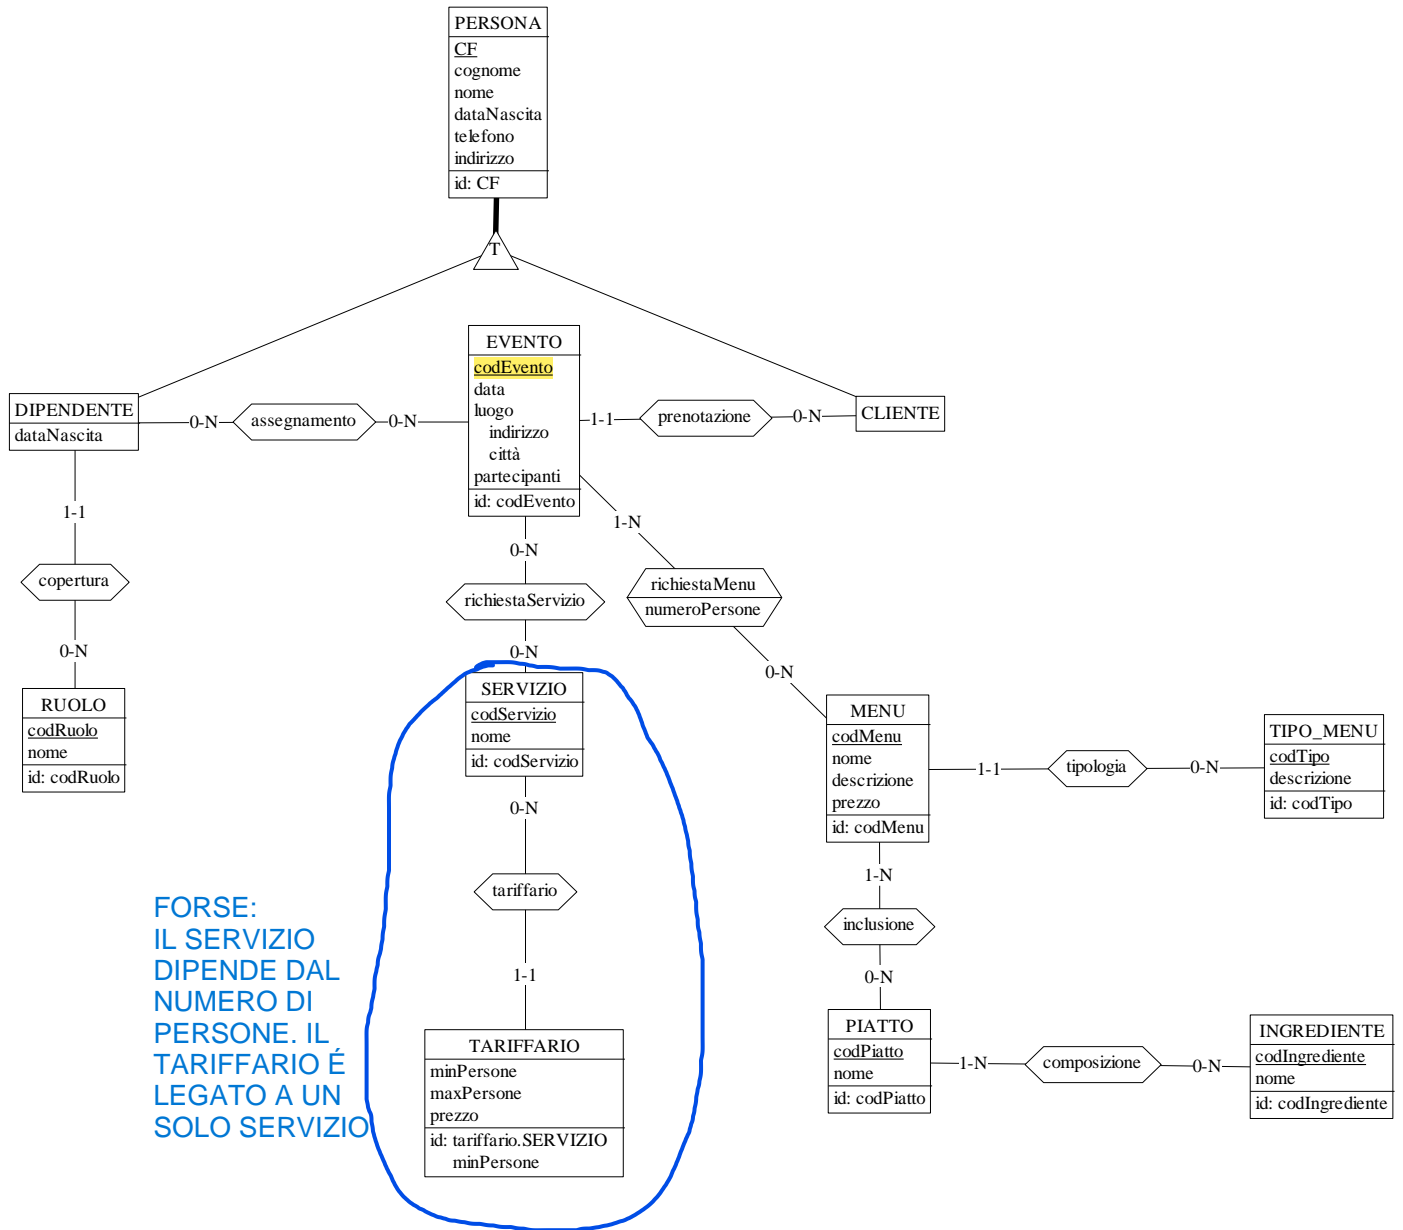 PERSONA
CF
cognome
nome
dataNascita
telefono
indirizzo
id: CF
T
EVENTO
codEvento
data
luogo
indirizzo
città
partecipanti
id: codEvento
DIPENDENTE
dataNascita
0-N
assegnamento
0-N
1-1
prenotazione
0-N
CLIENTE
1-1
copertura
0-N
RUOLO
codRuolo
nome
id: codRuolo
0-N
richiestaServizio
0-N
1-N
richiestaMenu
numeroPersone
0-N
SERVIZIO
codServizio
nome
id: codServizio
0-N
tariffario
1-1
TARIFFARIO
minPersone
maxPersone
prezzo
id: tariffario.SERVIZIO
minPersone
FORSE:
IL SERVIZIO
DIPENDE DAL
NUMERO DI
PERSONE. IL
TARIFFARIO É
LEGATO A UN
SOLO SERVIZIO
MENU
codMenu
nome
descrizione
prezzo
id: codMenu
1-1
tipologia
0-N
TIPO_MENU
codTipo
descrizione
id: codTipo
1-N
inclusione
0-N
PIATTO
codPiatto
nome
id: codPiatto
1-N
composizione
0-N
INGREDIENTE
codIngrediente
nome
id: codIngrediente